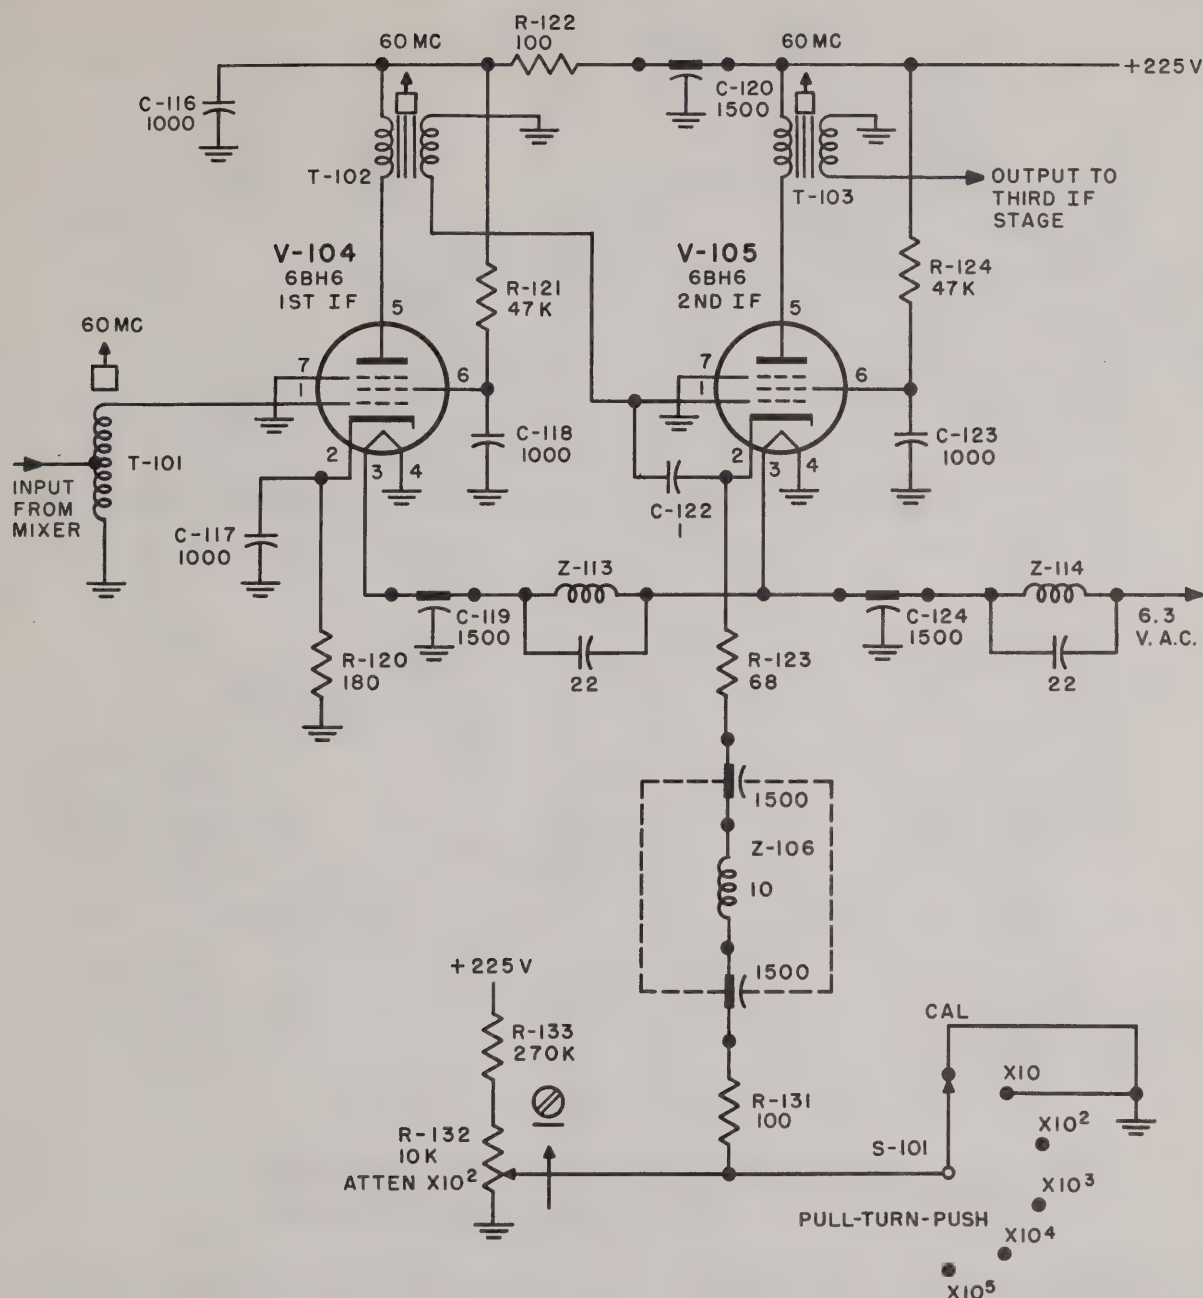 R-122
100
60 MC
60 MC
+225V
C-116
1000
C-120
1500
T-102
T-103
OUTPUT TO
THIRD IF
STAGE
V-104
6BH6
1ST IF
R-121
47K
V-105
6BH6
2ND IF
R-124
47K
5
5
60 MC
7
1
6
7
1
6
2
3
4
2
3
4
C-118
1000
C-123
1000
T-101
INPUT
FROM
MIXER
C-117
1000
C-122
1
Z-113
Z-114
C-119
1500
C-124
1500
6.3
V. A.C.
22
22
R-120
180
R-123
68
1500
Z-106
10
1500
+225V
R-133
270K
CAL
X10
R-131
100
X10²
R-132
10K
ATTEN X10²
S-101
X10³
PULL-TURN-PUSH
X10⁴
X10⁵